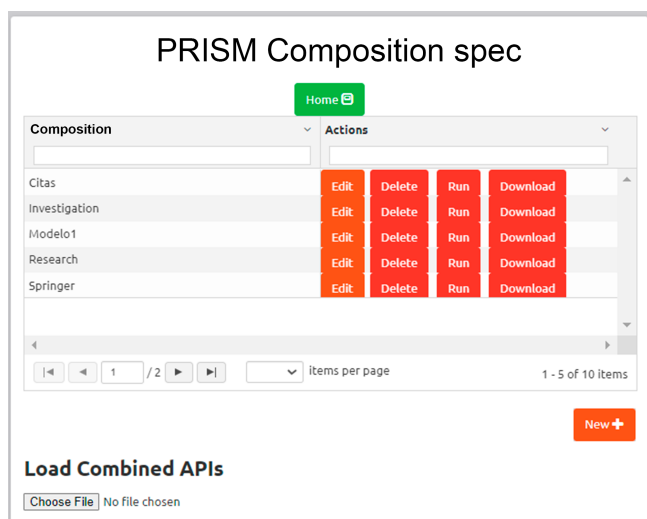 PRISM Composition spec
Home
Composition Actions
Citas Edit Delete Run Download
Investigation Edit Delete Run Download
Modelo1 Edit Delete Run Download
Research Edit Delete Run Download
Springer Edit Delete Run Download
1 / 2 items per page 1 - 5 of 10 items
New
Load Combined APIs
Choose File No file chosen